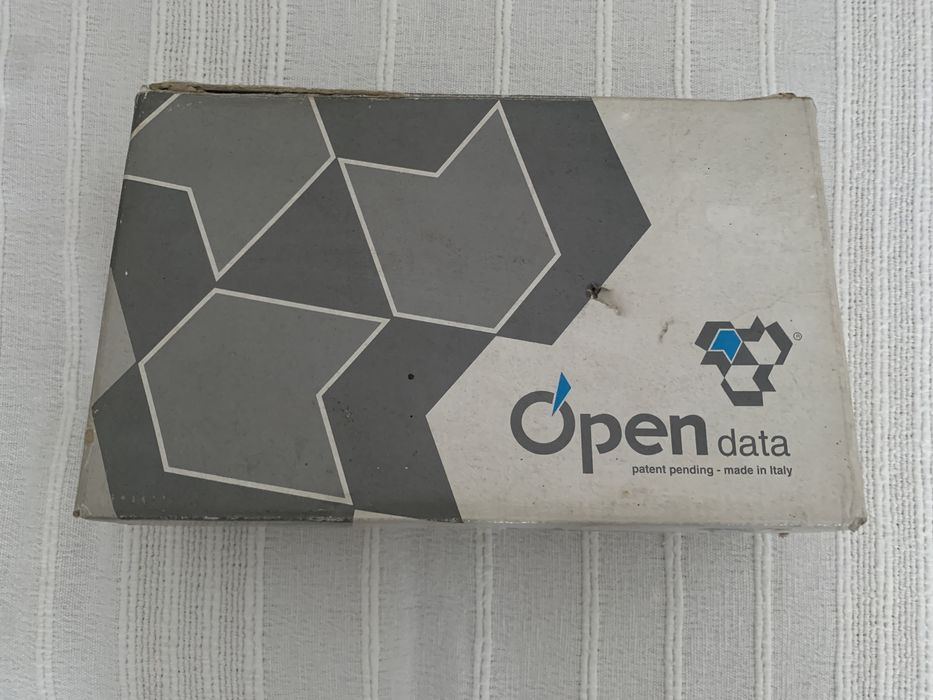 ®
Open data
patent pending - made in Italy